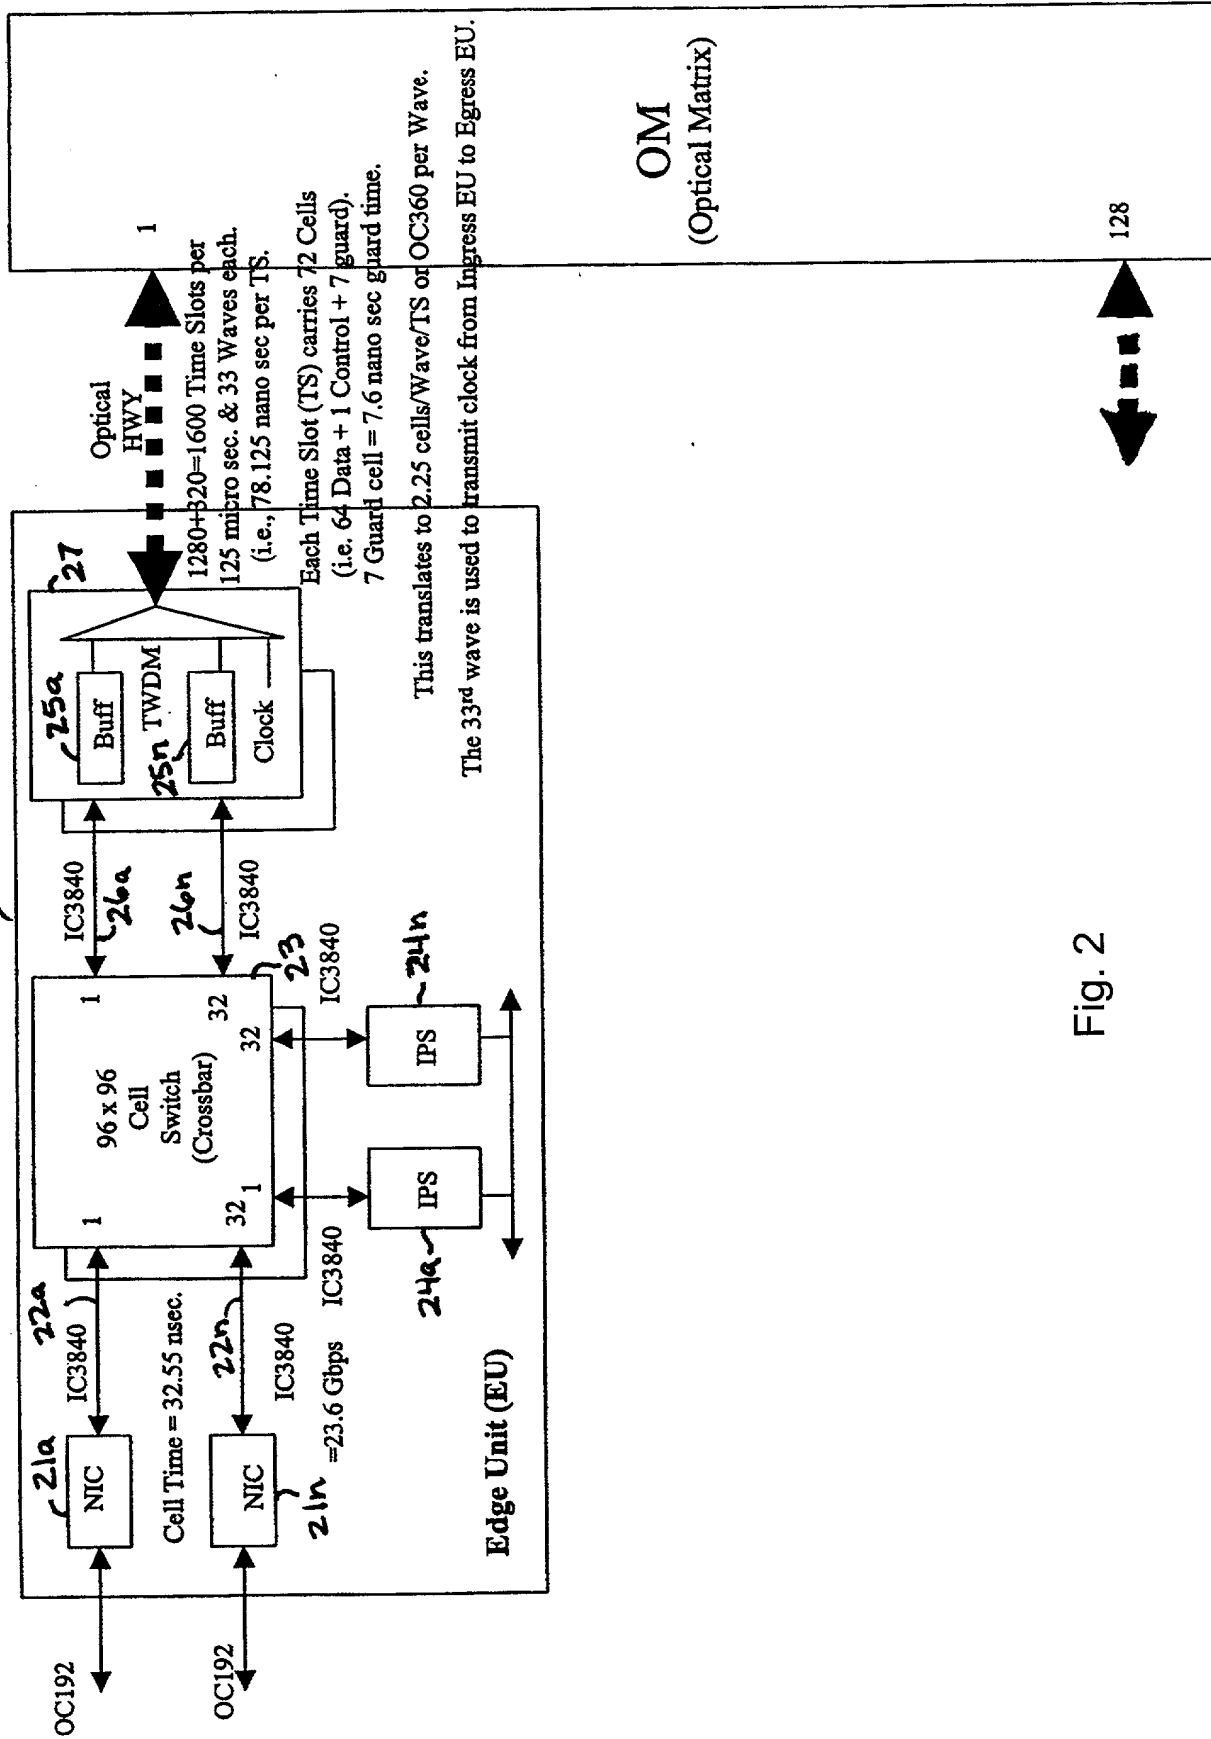 OC192
OC192
21a
NIC
NIC
21n
22a
IC3840
Cell Time = 32.55 nsec.
22n
IC3840
=23.6 Gbps
IC3840
1
32
1
96 x 96
Cell
Switch
(Crossbar)
1
32
32
23
IC3840
24a
IPS
IPS
24n
Edge Unit (EU)
IC3840
26a
26n
IC3840
25a
Buff
TWDM
25n
Buff
Clock
27
Optical
HWY
1280+320=1600 Time Slots per
125 micro sec. & 33 Waves each.
(i.e., 78.125 nano sec per TS.
Each Time Slot (TS) carries 72 Cells
(i.e. 64 Data + 1 Control + 7 guard).
7 Guard cell = 7.6 nano sec guard time.
This translates to 2.25 cells/Wave/TS or OC360 per Wave.
The 33rd wave is used to transmit clock from Ingress EU to Egress EU.
1
OM
(Optical Matrix)
128
Fig. 2